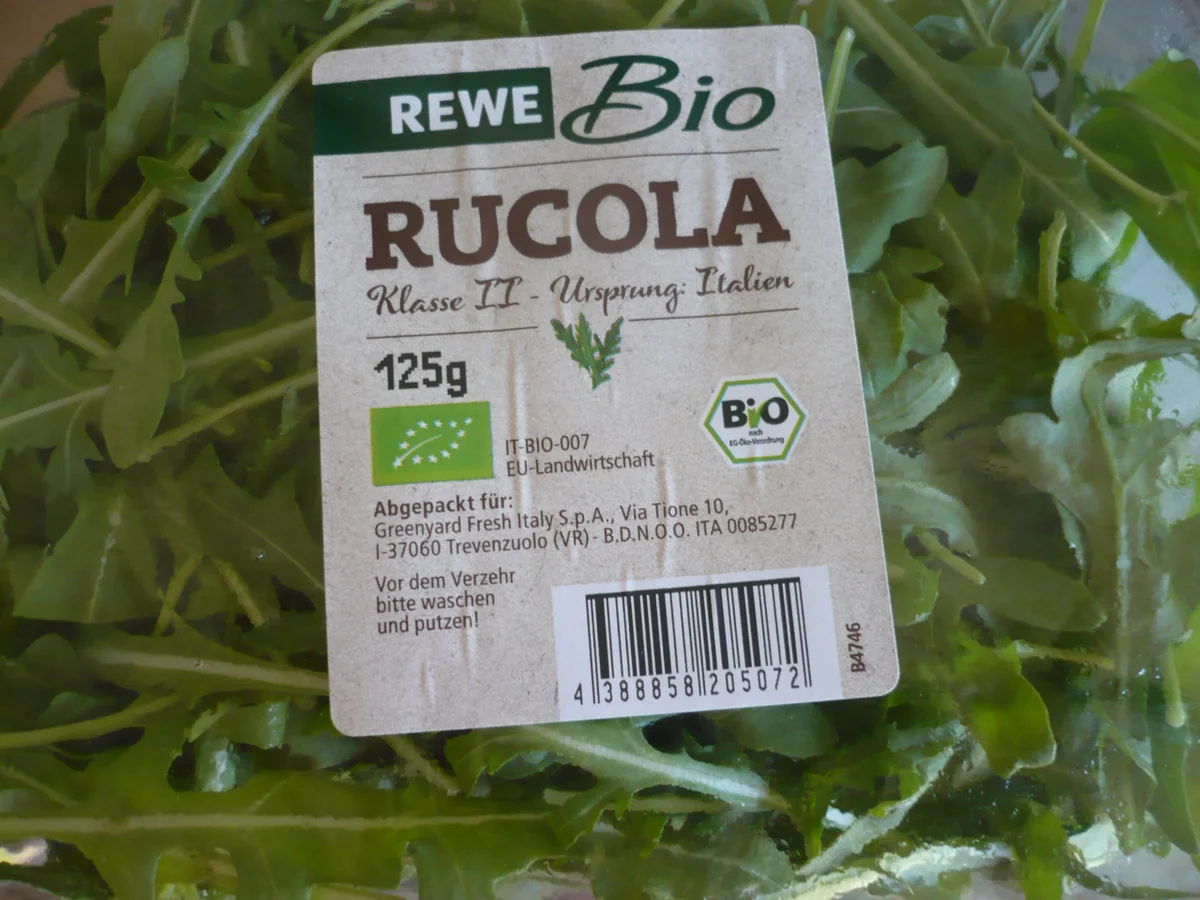 REWE Bio
RUCOLA
Klasse II - Ursprung: Italien
125g
IT-BIO-007
EU-Landwirtschaft
BiO
nach
EG-Öko-Verordnung
Abgepackt für:
Greenyard Fresh Italy S.p.A., Via Tione 10,
I-37060 Trevenzuolo (VR) - B.D.N.O.O. ITA 0085277
Vor dem Verzehr
bitte waschen
und putzen!
4 388858 205072
B4746